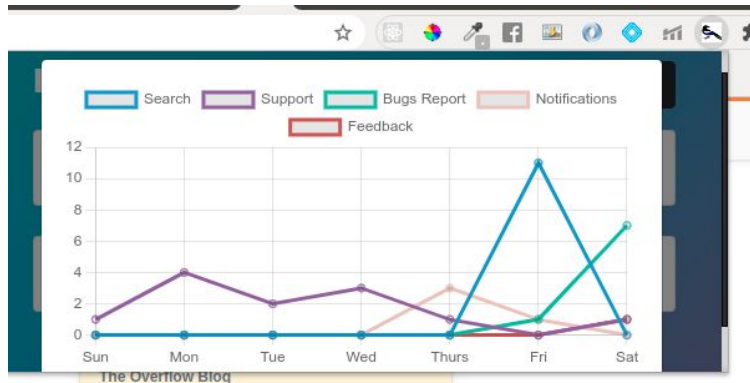 Search Support Bugs Report Notifications
Feedback
12
10
8
6
4
2
0
Sun Mon Tue Wed Thurs Fri Sat
The Overflow Blog